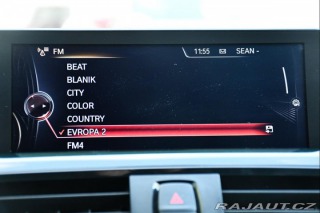 FM 11:55 SEAN -
BEAT
BLANIK
CITY
COLOR
COUNTRY
EVROPA 2
FM4
RAJAUT.CZ